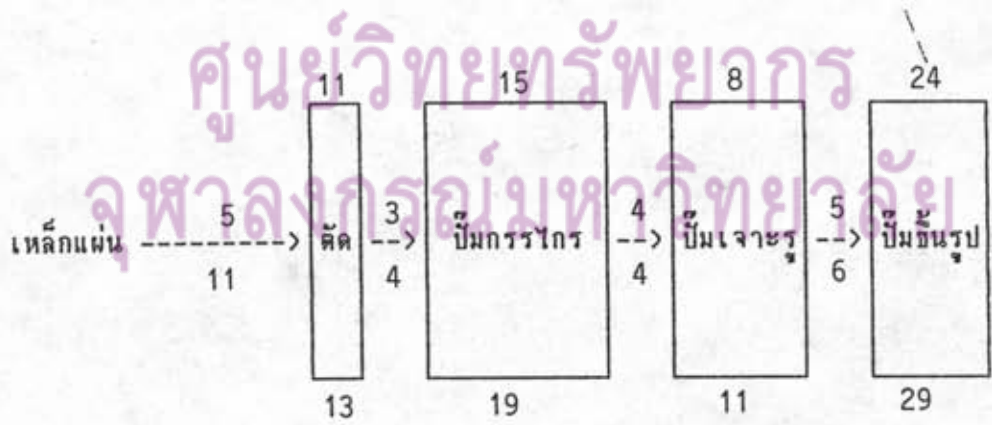 ศูนย์วิทยทรัพยากร
จุฬาลงกรณ์มหาวิทยาลัย
11 15 8 24
5 3 4 5
เหล็กแผ่น ---------> ตัด --> ปั๊มกรรไกร --> ปั๊มเจาะรู --> ปั๊มขึ้นรูป
11 4 4 6
13 19 11 29